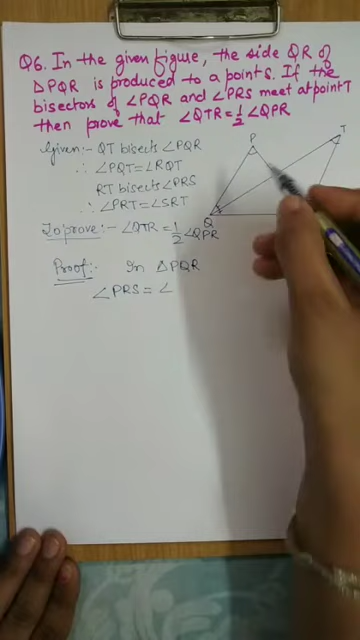 Q6. In the given figure, the side QR of
ΔPQR is produced to a point S. If the
bisectors of ∠PQR and ∠PRS meet at point T
then prove that ∠QTR = 1/2 ∠QPR
Given:- QT bisects ∠PQR
∴ ∠PQT = ∠RQT
RT bisects ∠PRS
∴ ∠PRT = ∠SRT
To prove:- ∠QTR = 1/2 ∠QPR
Proof:- In ΔPQR
∠PRS = ∠
P
T
Q